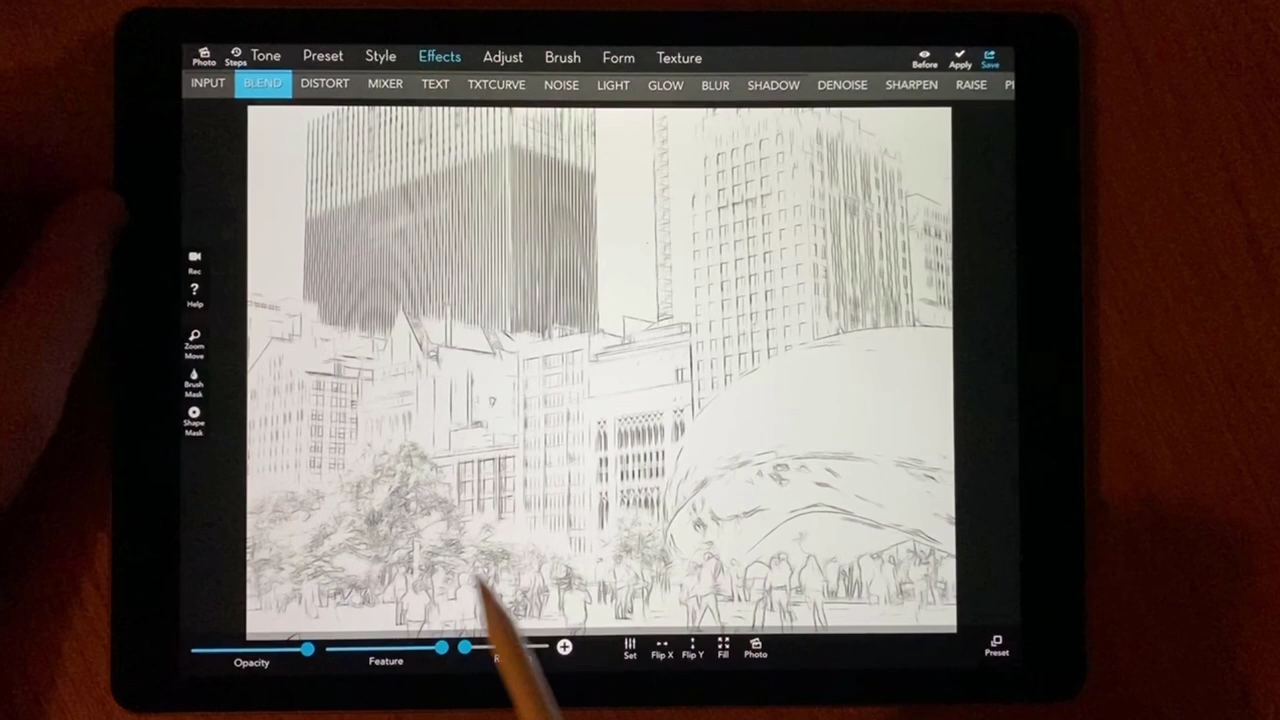 Photo Steps Tone Preset Style Effects Adjust Brush Form Texture Before Apply Save
INPUT BLEND DISTORT MIXER TEXT TXTCURVE NOISE LIGHT GLOW BLUR SHADOW DENOISE SHARPEN RAISE
Rec
?
Help
Zoom
Move
Brush
Mask
Shape
Mask
Opacity Feature Set Flip X Flip Y Fill Photo Preset